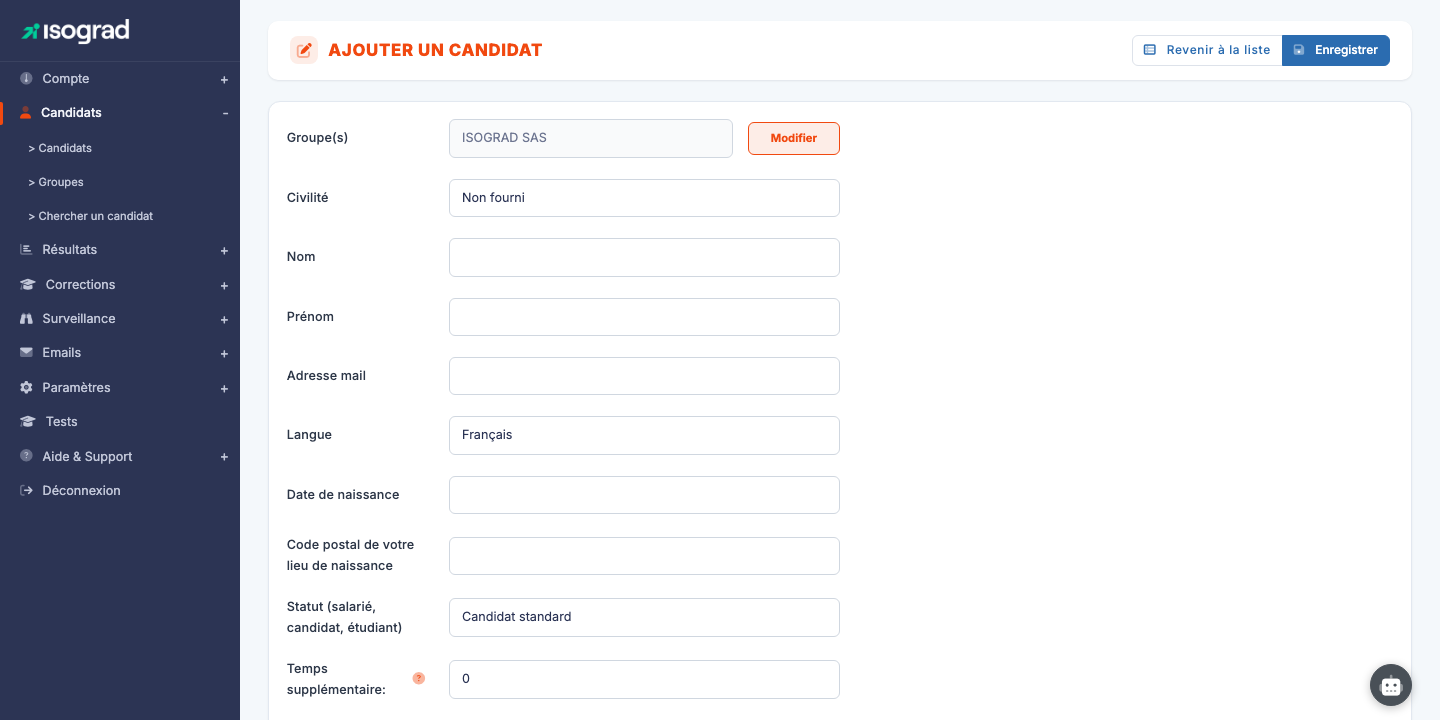 isograd
Compte +
Candidats -
> Candidats
> Groupes
> Chercher un candidat
Résultats +
Corrections +
Surveillance +
Emails +
Paramètres +
Tests
Aide & Support +
Déconnexion
AJOUTER UN CANDIDAT
Revenir à la liste
Enregistrer
Groupe(s)
ISOGRAD SAS
Modifier
Civilité
Non fourni
Nom
Prénom
Adresse mail
Langue
Français
Date de naissance
Code postal de votre
lieu de naissance
Statut (salarié,
candidat, étudiant)
Candidat standard
Temps
supplémentaire:
?
0